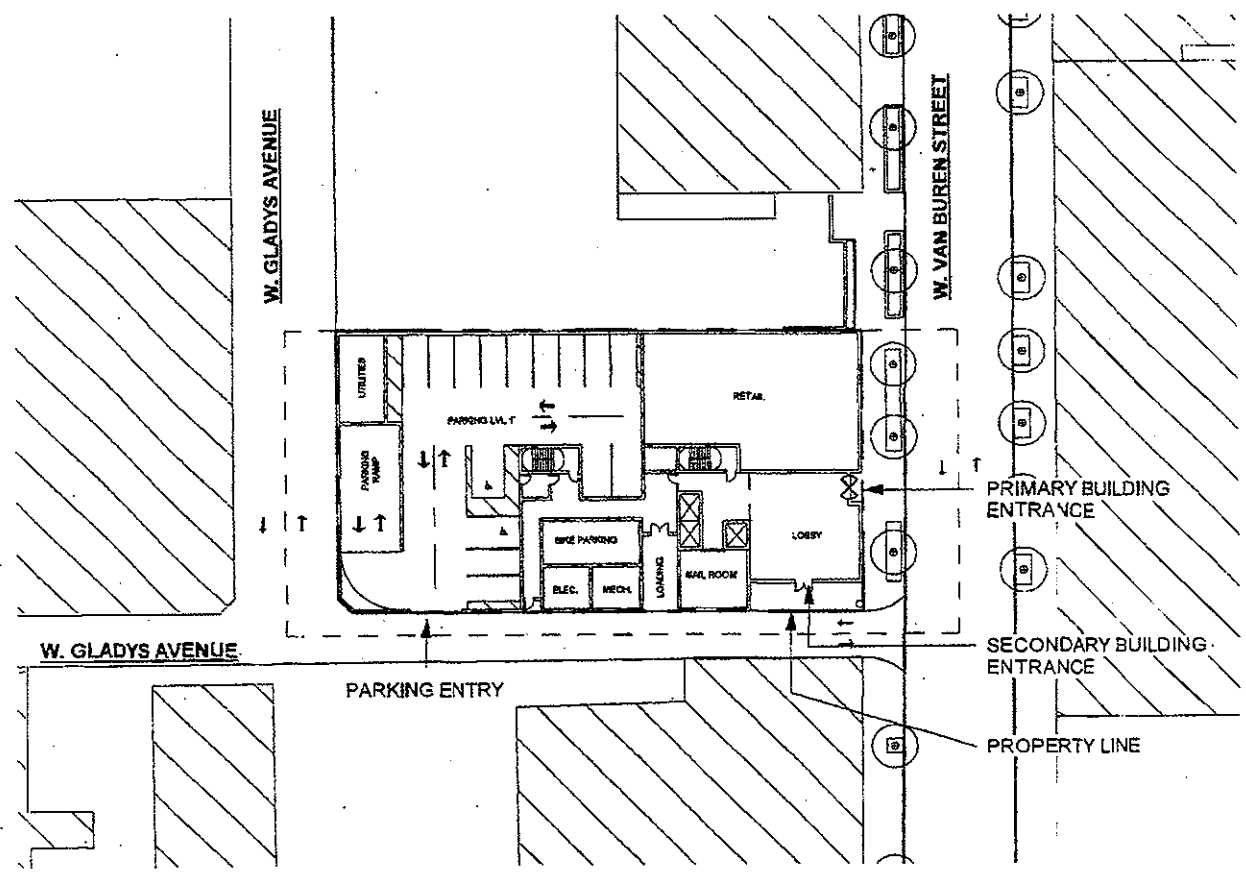 W. GLADYS AVENUE
W. VAN BUREN STREET
UTILITIES
RETAIL
PARKING LVL 1
PARKING
RAMP
PRIMARY BUILDING
ENTRANCE
BIKE PARKING
LOBBY
LOADING
MAIL ROOM
ELEC.
MECH.
W. GLADYS AVENUE
SECONDARY BUILDING
ENTRANCE
PARKING ENTRY
PROPERTY LINE